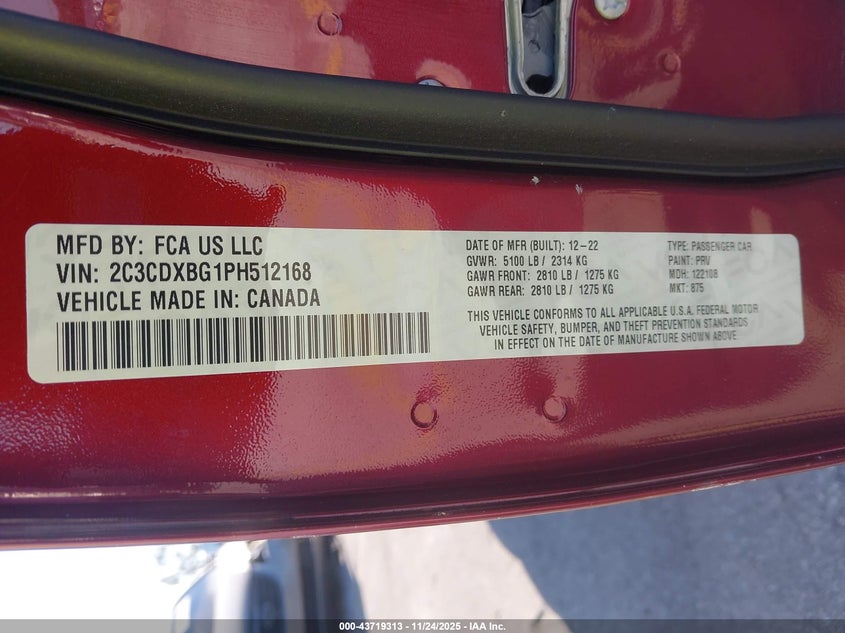 MFD BY: FCA US LLC
VIN: 2C3CDXBG1PH512168
VEHICLE MADE IN: CANADA
DATE OF MFR (BUILT): 12-22
GVWR: 5100 LB / 2314 KG
GAWR FRONT: 2810 LB / 1275 KG
GAWR REAR: 2810 LB / 1275 KG
TYPE: PASSENGER CAR
PAINT: PRV
MDH: 122108
MKT: 875
THIS VEHICLE CONFORMS TO ALL APPLICABLE U.S.A. FEDERAL MOTOR
VEHICLE SAFETY, BUMPER, AND THEFT PREVENTION STANDARDS
IN EFFECT ON THE DATE OF MANUFACTURE SHOWN ABOVE.
000-43719313 | 11/24/2025 | IAA Inc.